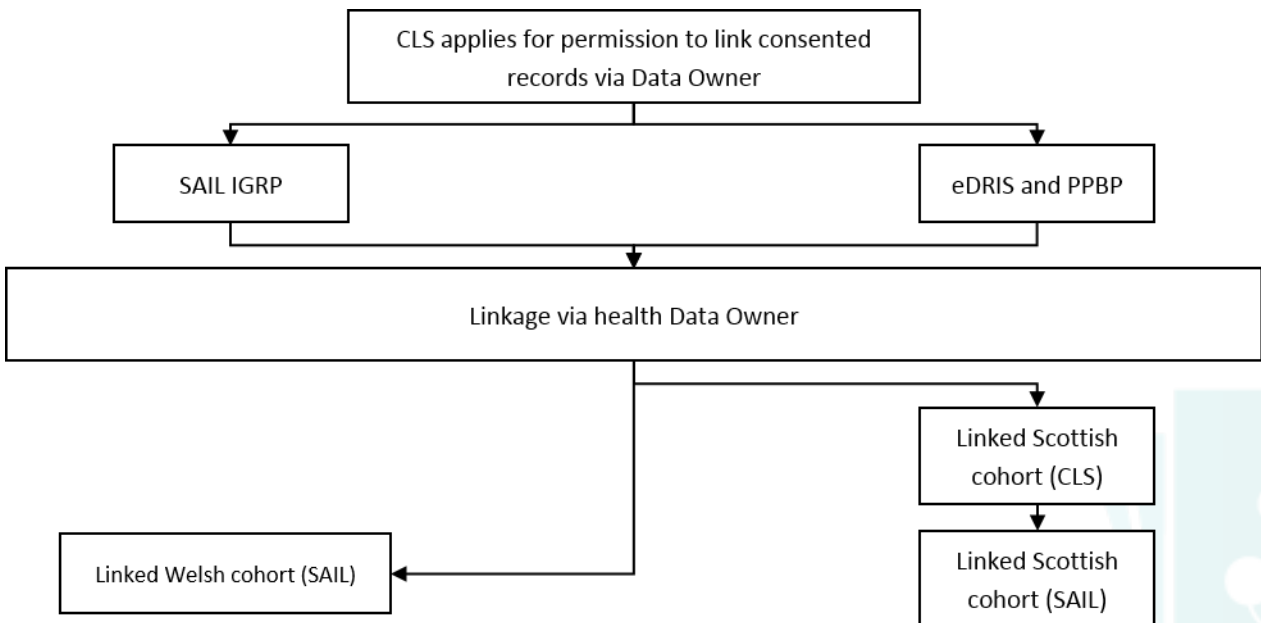 CLS applies for permission to link consented
records via Data Owner
SAIL IGRP
eDRIS and PPBP
Linkage via health Data Owner
Linked Scottish
cohort (CLS)
Linked Welsh cohort (SAIL)
Linked Scottish
cohort (SAIL)